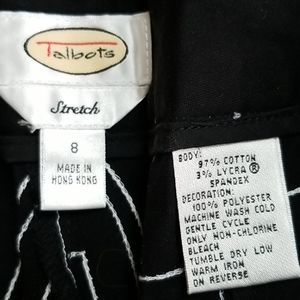 Talbots
Stretch
8
MADE IN
HONG KONG
BODY:
97% COTTON
3% LYCRA®
SPANDEX
DECORATION:
100% POLYESTER
MACHINE WASH COLD
GENTLE CYCLE
ONLY NON-CHLORINE
BLEACH
TUMBLE DRY LOW
WARM IRON
ON REVERSE